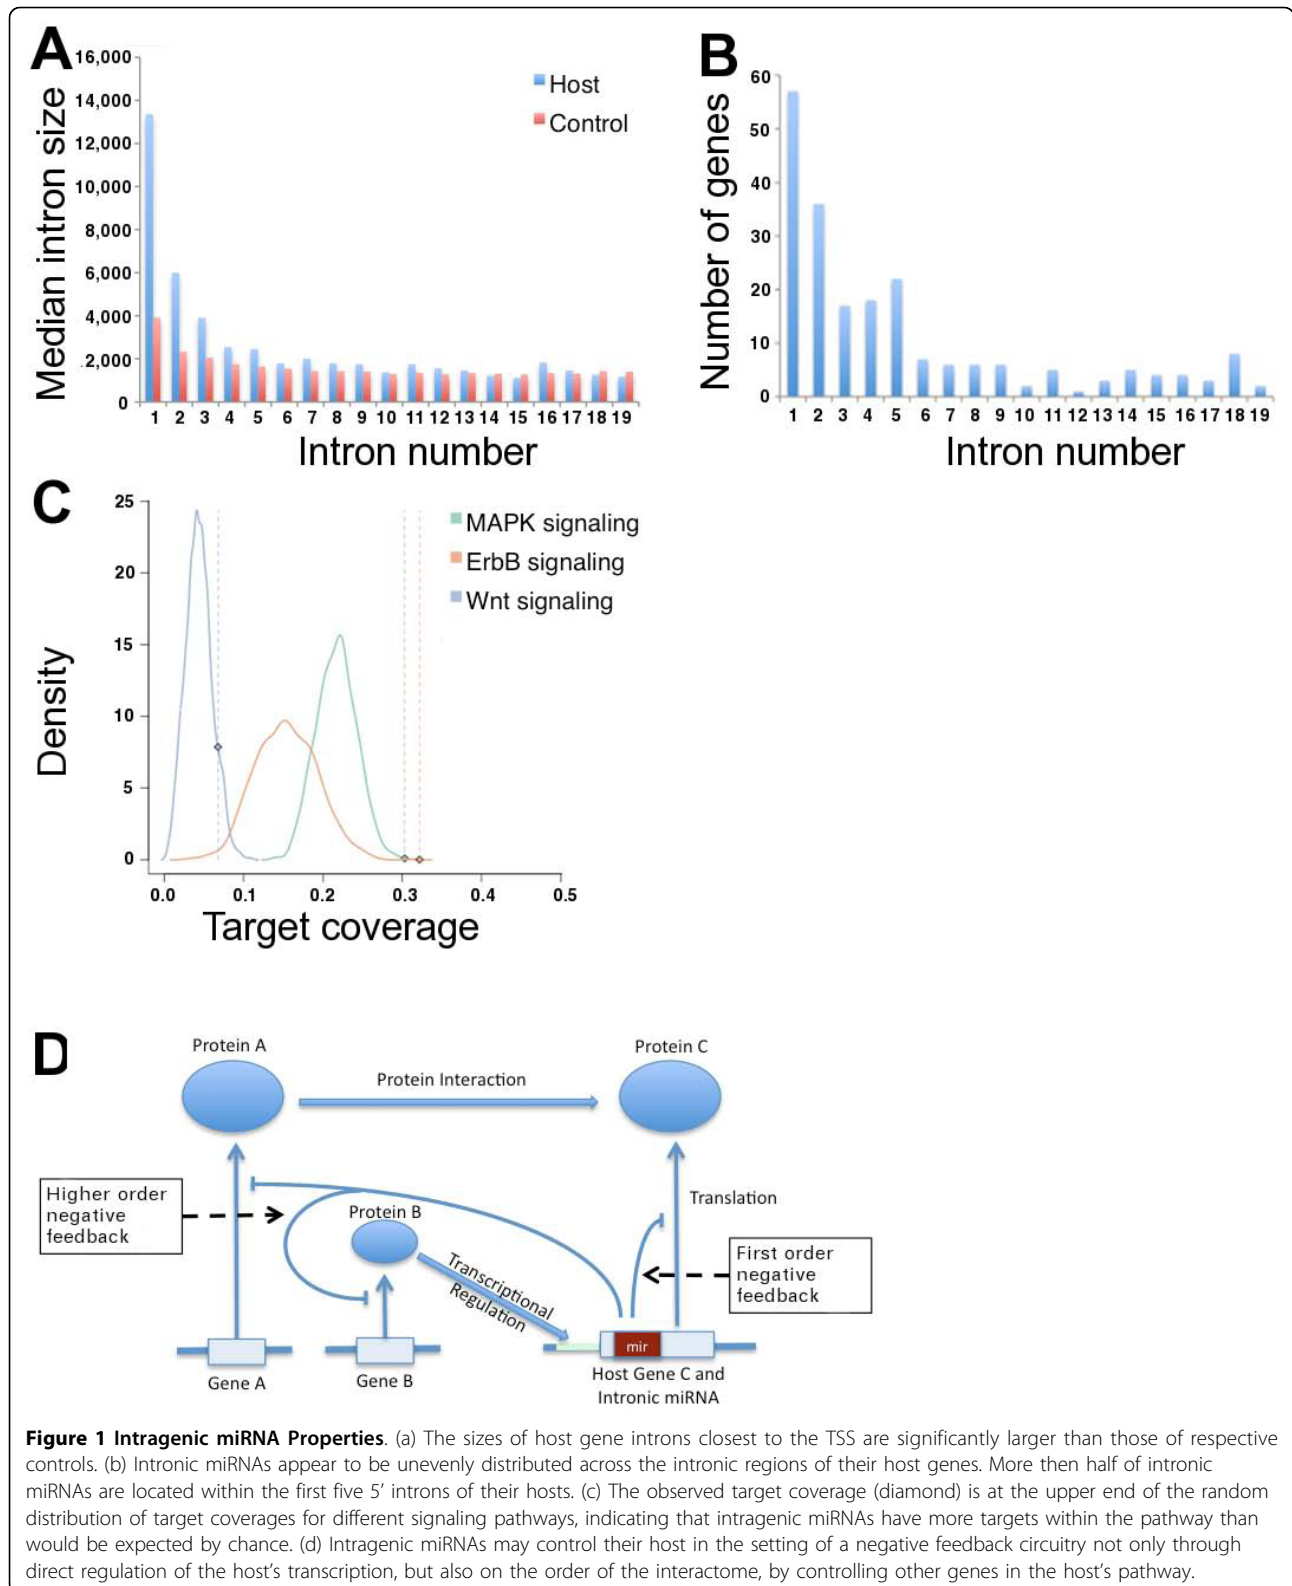 A
16,000
14,000
12,000
10,000
8,000
6,000
4,000
2,000
0
Median intron size
Host
Control
1 2 3 4 5 6 7 8 9 10 11 12 13 14 15 16 17 18 19
Intron number
B
60
50
40
30
20
10
0
Number of genes
1 2 3 4 5 6 7 8 9 10 11 12 13 14 15 16 17 18 19
Intron number
C
25
20
15
10
5
0
Density
MAPK signaling
ErbB signaling
Wnt signaling
0.0 0.1 0.2 0.3 0.4 0.5
Target coverage
D
Protein A
Protein C
Protein Interaction
Higher order
negative
feedback
Protein B
Translation
Transcriptional
Regulation
First order
negative
feedback
mir
Gene A
Gene B
Host Gene C and
Intronic miRNA
Figure 1 Intragenic miRNA Properties. (a) The sizes of host gene introns closest to the TSS are significantly larger than those of respective
controls. (b) Intronic miRNAs appear to be unevenly distributed across the intronic regions of their host genes. More then half of intronic
miRNAs are located within the first five 5' introns of their hosts. (c) The observed target coverage (diamond) is at the upper end of the random
distribution of target coverages for different signaling pathways, indicating that intragenic miRNAs have more targets within the pathway than
would be expected by chance. (d) Intragenic miRNAs may control their host in the setting of a negative feedback circuitry not only through
direct regulation of the host's transcription, but also on the order of the interactome, by controlling other genes in the host's pathway.